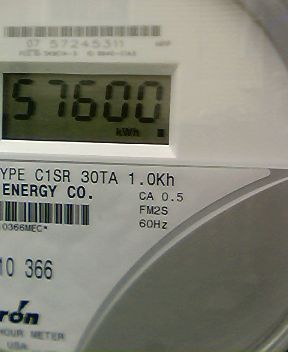 07 57245311
57600
kWh
TYPE C1SR 30TA 1.0Kh
ENERGY CO.
CA 0.5
FM2S
60Hz
0366MEC*
10 366
rón
HOUR METER
USA